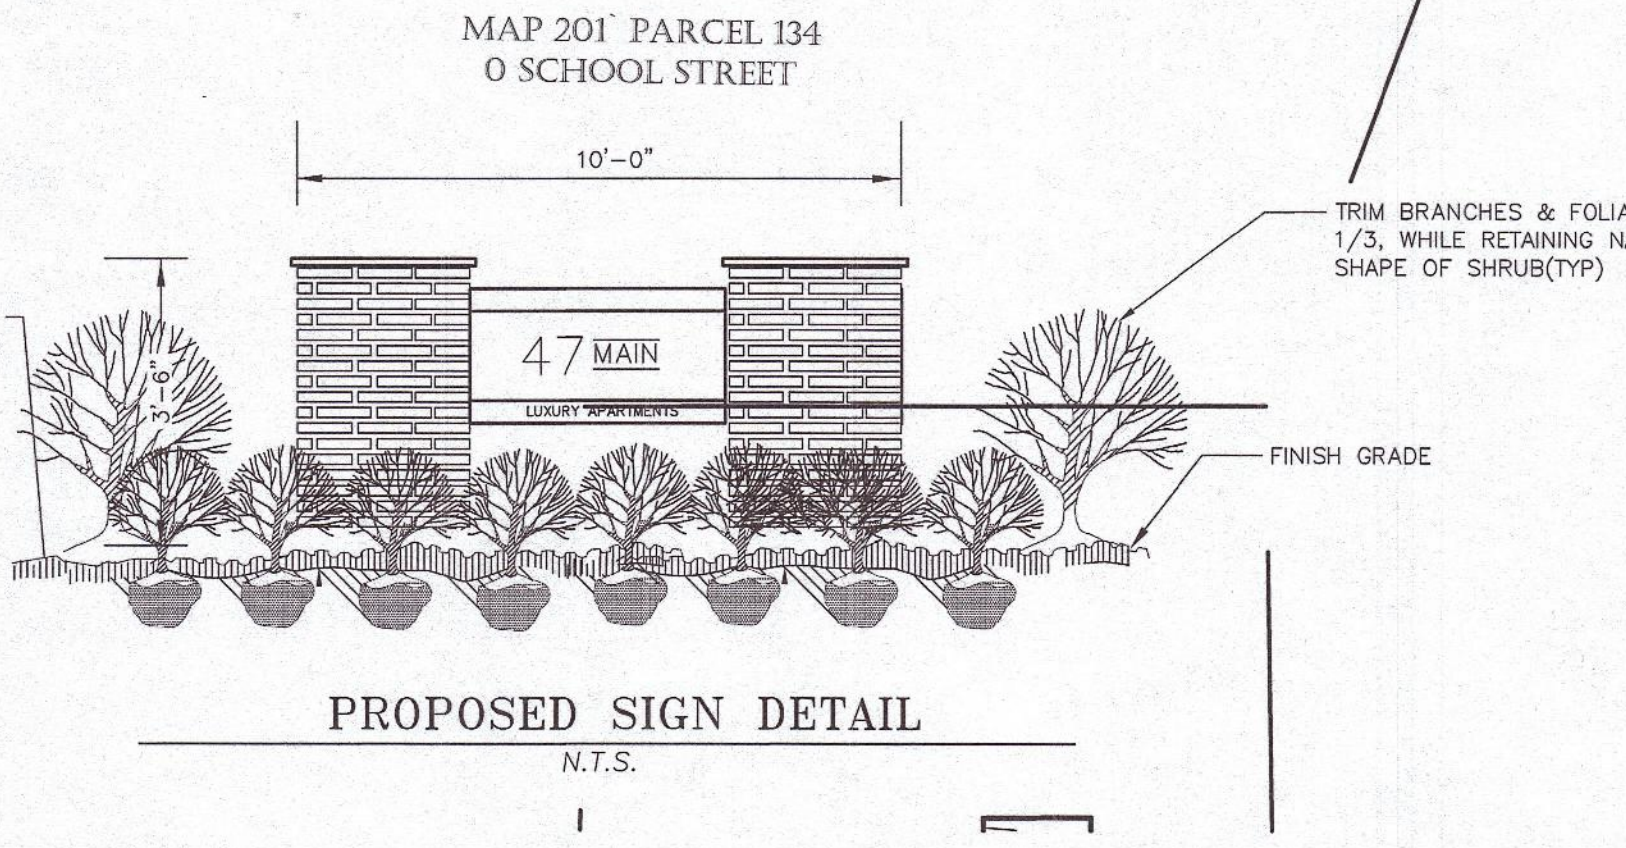 MAP 201 PARCEL 134
0 SCHOOL STREET
10'-0"
TRIM BRANCHES & FOLIA
1/3, WHILE RETAINING NA
SHAPE OF SHRUB(TYP)
3'-6"
47 MAIN
LUXURY APARTMENTS
FINISH GRADE
PROPOSED SIGN DETAIL
N.T.S.